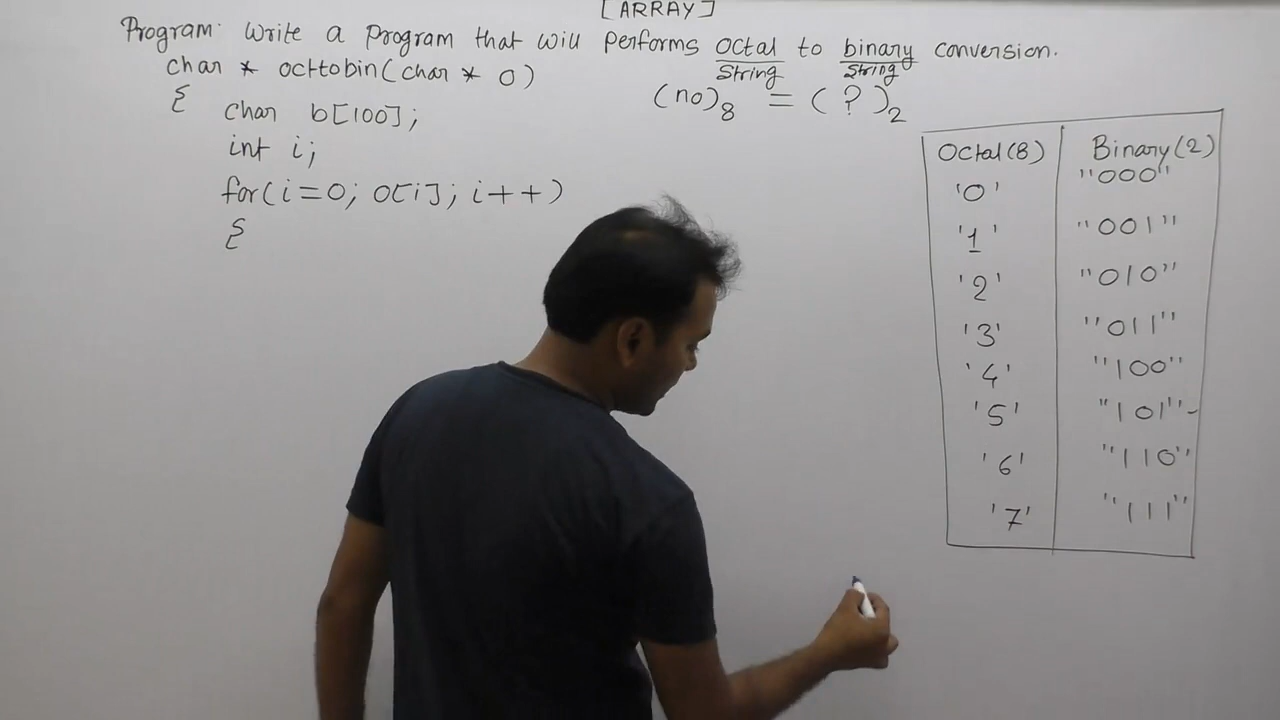 [ARRAY]
Program: Write a Program that will Performs Octal to binary conversion.
String String
char * octtobin(char * o)
(no)8 = (?)2
{
char b[100];
int i;
for(i=0; o[i]; i++)
{
Octal(8) Binary(2)
'0' "000"
'1' "001"
'2' "010"
'3' "011"
'4' "100"
'5' "101"
'6' "110"
'7' "111"